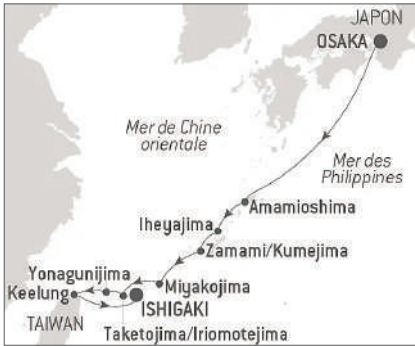 JAPON
OSAKA
Mer de Chine
orientale
Mer des
Philippines
Amamioshima
Iheyajima
Zamami/Kumejima
Yonagunijima
Miyakojima
Keelung
ISHIGAKI
TAIWAN
Taketojima/Iriomotejima